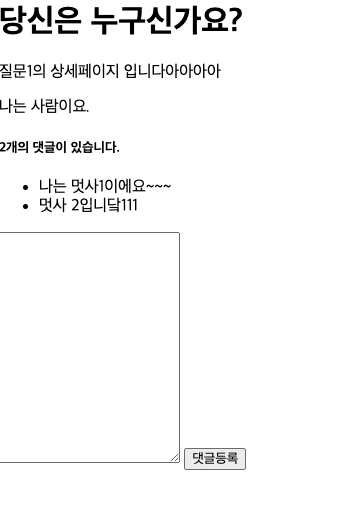 당신은 누구신가요?
질문1의 상세페이지 입니다아아아아
나는 사람이요.
2개의 댓글이 있습니다.
나는 멋사1이에요~~~
멋사 2입니닼111
댓글등록